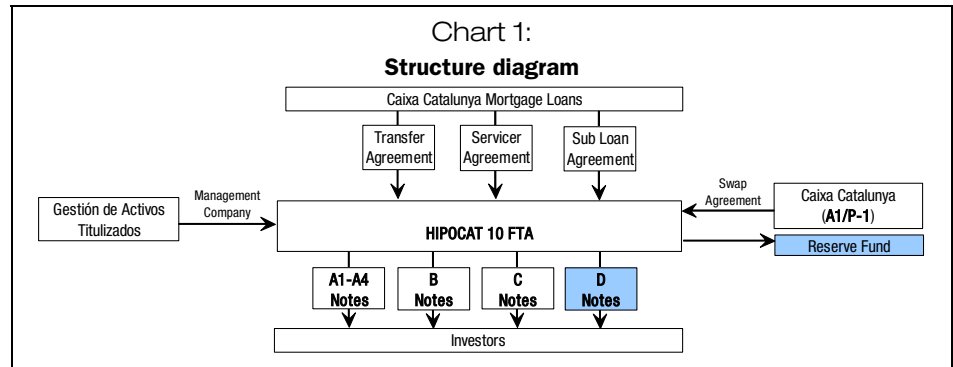 Chart 1:
Structure diagram
Caixa Catalunya Mortgage Loans
Transfer
Agreement
Servicer
Agreement
Sub Loan
Agreement
Gestión de Activos
Titulizados
Management
Company
HIPOCAT 10 FTA
Swap
Agreement
Caixa Catalunya
(A1/P-1)
Reserve Fund
A1-A4
Notes
B
Notes
C
Notes
D
Notes
Investors